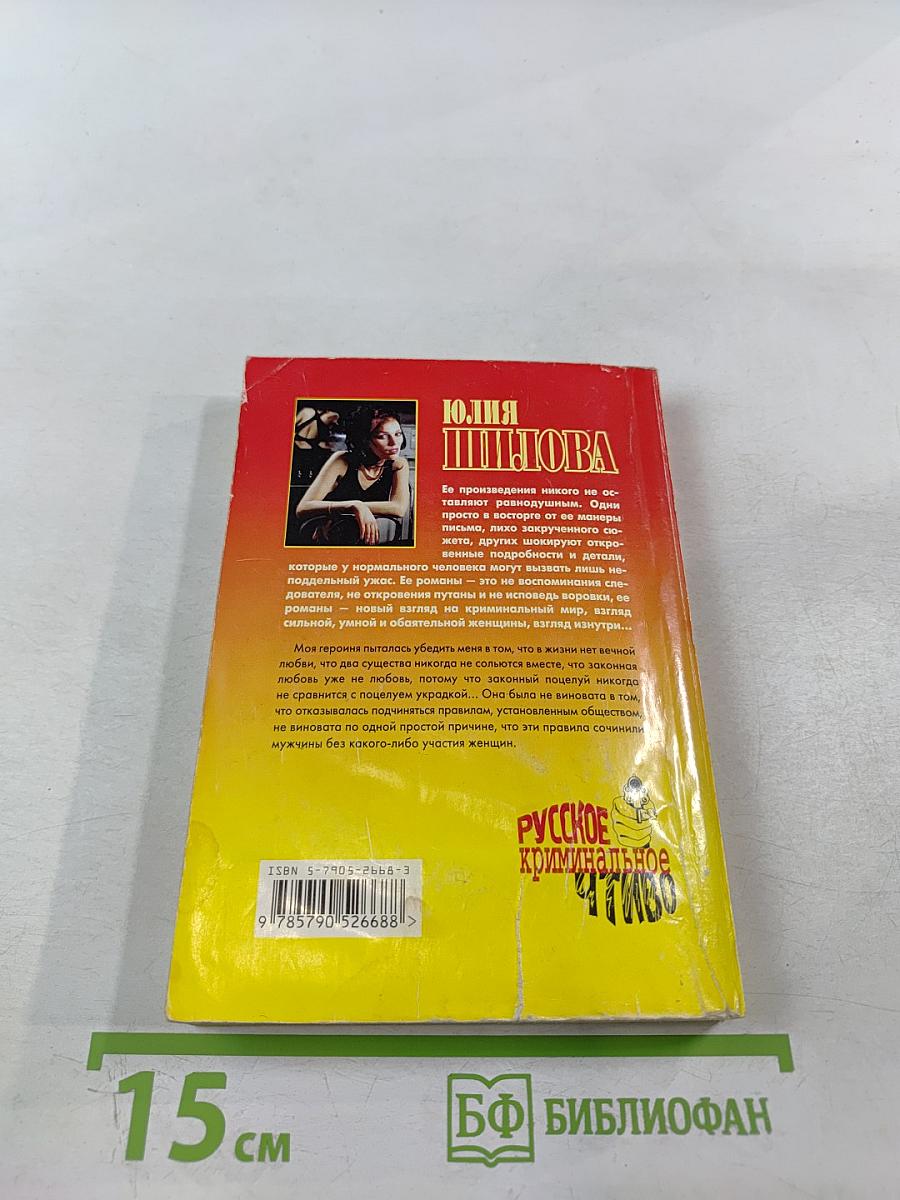 ЮЛИЯ
ШИЛОВА
Ее произведения никого не ос-
тавляют равнодушным. Одни
просто в восторге от ее манеры
письма, лихо закрученного сю-
жета, других шокируют откро-
венные подробности и детали,
которые у нормального человека могут вызвать лишь не-
поддельный ужас. Ее романы – это не воспоминания сле-
дователя, не откровения путаны и не исповедь воровки, ее
романы – новый взгляд на криминальный мир, взгляд
сильной, умной и обаятельной женщины, взгляд изнутри...
Моя героиня пыталась убедить меня в том, что в жизни нет вечной
любви, что два существа никогда не сольются вместе, что законная
любовь уже не любовь, потому что законный поцелуй никогда
не сравнится с поцелуем украдкой... Она была не виновата в том,
что отказывалась подчиняться правилам, установленным обществом,
не виновата по одной простой причине, что эти правила сочинили
мужчины без какого-либо участия женщин.
РУССКОЕ
криминальное
ЧТИВО
ISBN 5-7905-2668-3
9 785790 526688 >
15 см
БФ БИБЛИОФАН